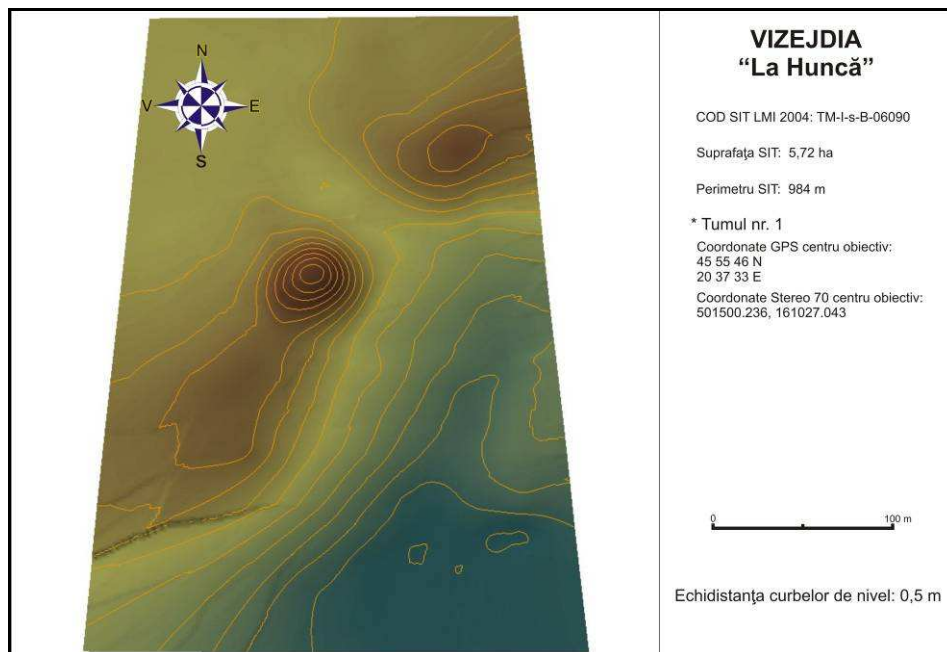 N
V
E
S
VIZEJDIA
“La Huncă”
COD SIT LMI 2004: TM-I-s-B-06090
Suprafaţa SIT: 5,72 ha
Perimetru SIT: 984 m
* Tumul nr. 1
Coordonate GPS centru obiectiv:
45 55 46 N
20 37 33 E
Coordonate Stereo 70 centru obiectiv:
501500.236, 161027.043
0 100 m
Echidistanţa curbelor de nivel: 0,5 m